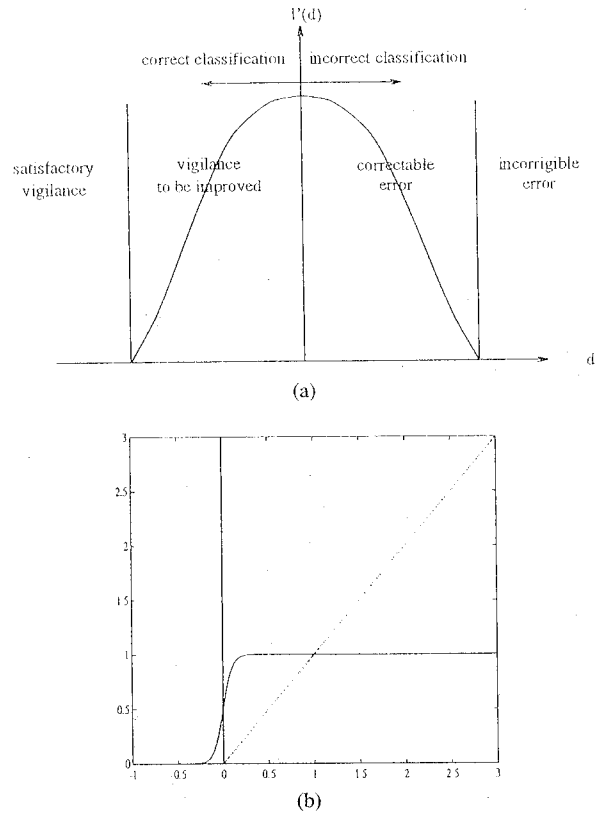 l'(d)
correct classification incorrect classification
satisfactory vigilance
vigilance to be improved
correctable error
incorrigible error
d
(a)
3
2.5
2
1.5
1
0.5
0
-1 -0.5 0 0.5 1 1.5 2 2.5 3
(b)